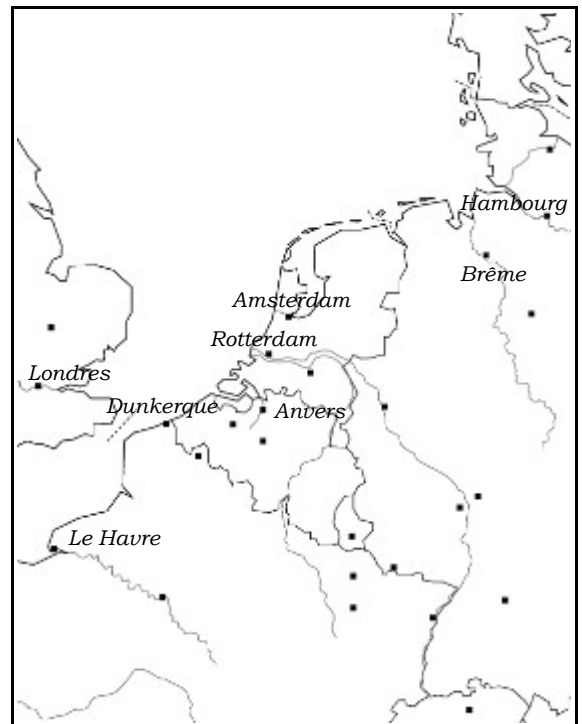 Hambourg
Brême
Amsterdam
Rotterdam
Londres
Dunkerque
Anvers
Le Havre